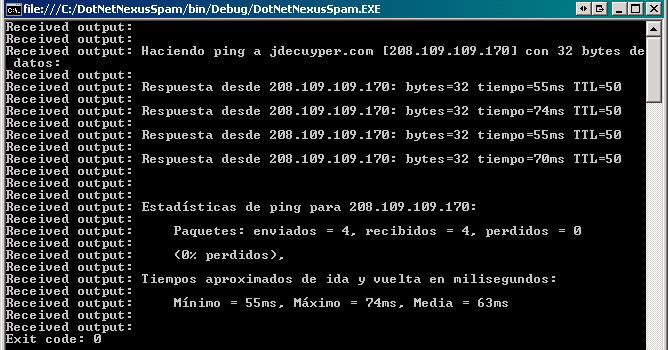 file:///C:/DotNetNexusSpam/bin/Debug/DotNetNexusSpam.EXE
Received output:
Received output:
Received output: Haciendo ping a jdecuyper.com [208.109.109.170] con 32 bytes de
 datos:
Received output:
Received output: Respuesta desde 208.109.109.170: bytes=32 tiempo=55ms TTL=50
Received output:
Received output: Respuesta desde 208.109.109.170: bytes=32 tiempo=74ms TTL=50
Received output:
Received output: Respuesta desde 208.109.109.170: bytes=32 tiempo=55ms TTL=50
Received output:
Received output: Respuesta desde 208.109.109.170: bytes=32 tiempo=70ms TTL=50
Received output:
Received output:
Received output:
Received output: Estadísticas de ping para 208.109.109.170:
Received output:
Received output:     Paquetes: enviados = 4, recibidos = 4, perdidos = 0
Received output:
Received output:     (0% perdidos),
Received output:
Received output: Tiempos aproximados de ida y vuelta en milisegundos:
Received output:
Received output:     Mínimo = 55ms, Máximo = 74ms, Media = 63ms
Received output:
Received output:
Exit code: 0